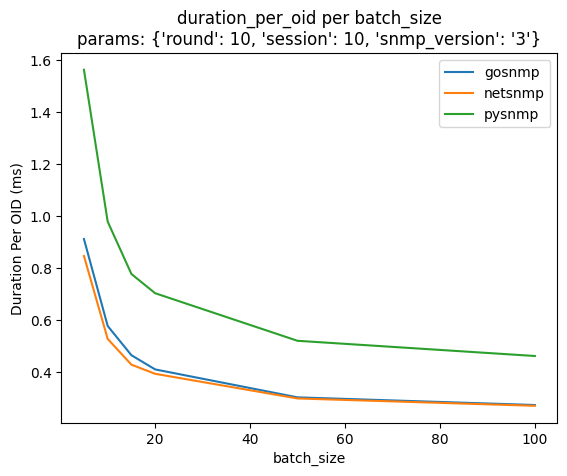 duration_per_oid per batch_size
params: {'round': 10, 'session': 10, 'snmp_version': '3'}
gosnmp
netsnmp
pysnmp
Duration Per OID (ms)
1.6
1.4
1.2
1.0
0.8
0.6
0.4
20
40
60
80
100
batch_size